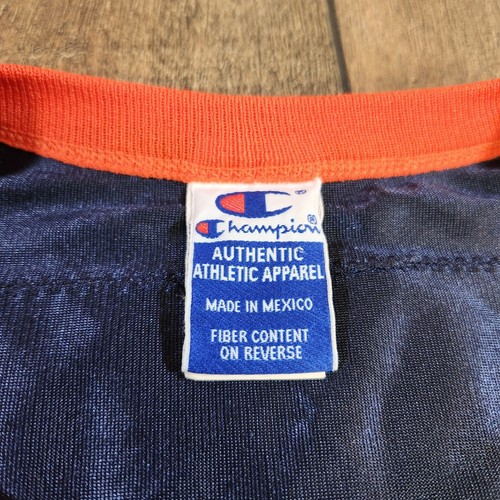 Champion®
AUTHENTIC
ATHLETIC APPAREL
MADE IN MEXICO
FIBER CONTENT
ON REVERSE